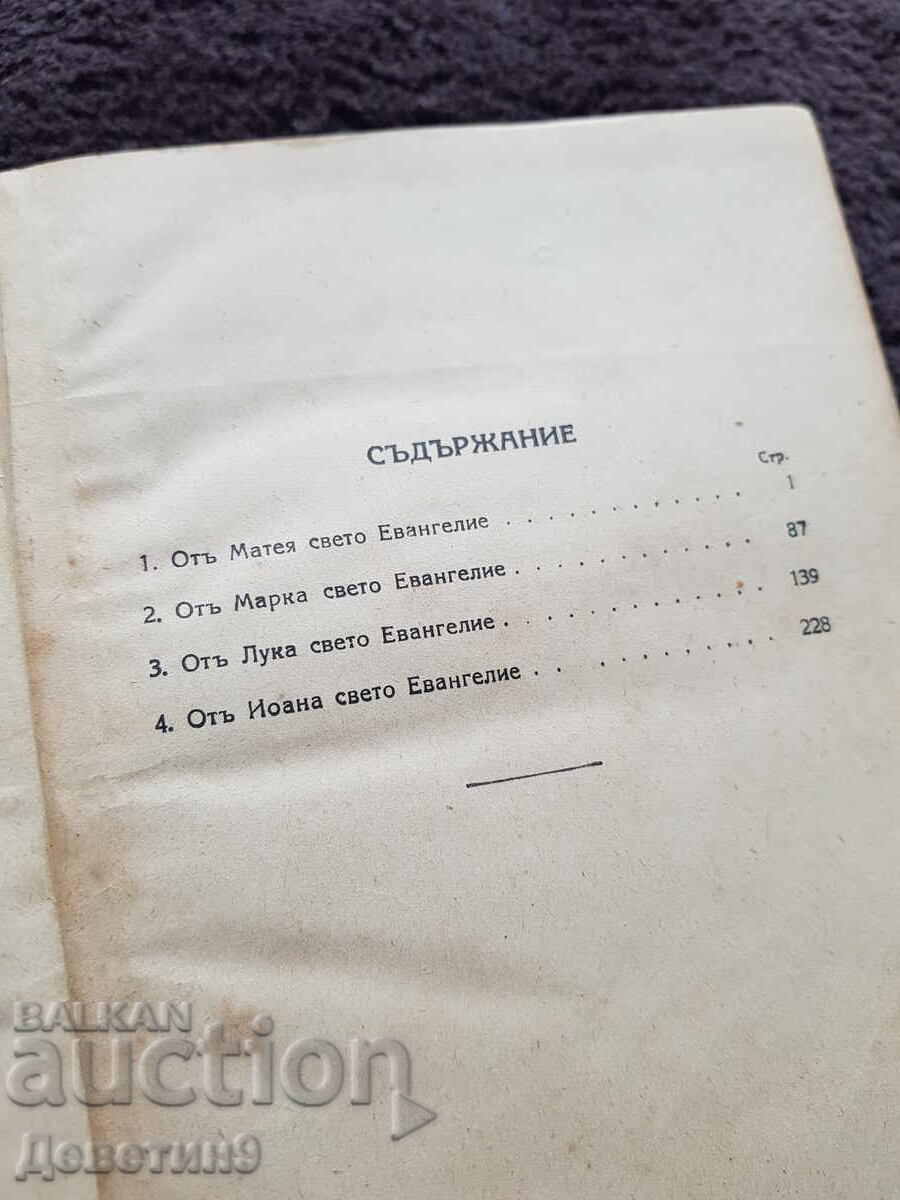 СЪДЪРЖАНИЕ
Стр.
1. Отъ Матея свето Евангелие . . . . . . . . . . . . 1
2. Отъ Марка свето Евангелие . . . . . . . . . . . . 87
3. Отъ Лука свето Евангелие . . . . . . . . . . . . 139
4. Отъ Иоана свето Евангелие . . . . . . . . . . . 228
BALKAN
auction
Деветин9